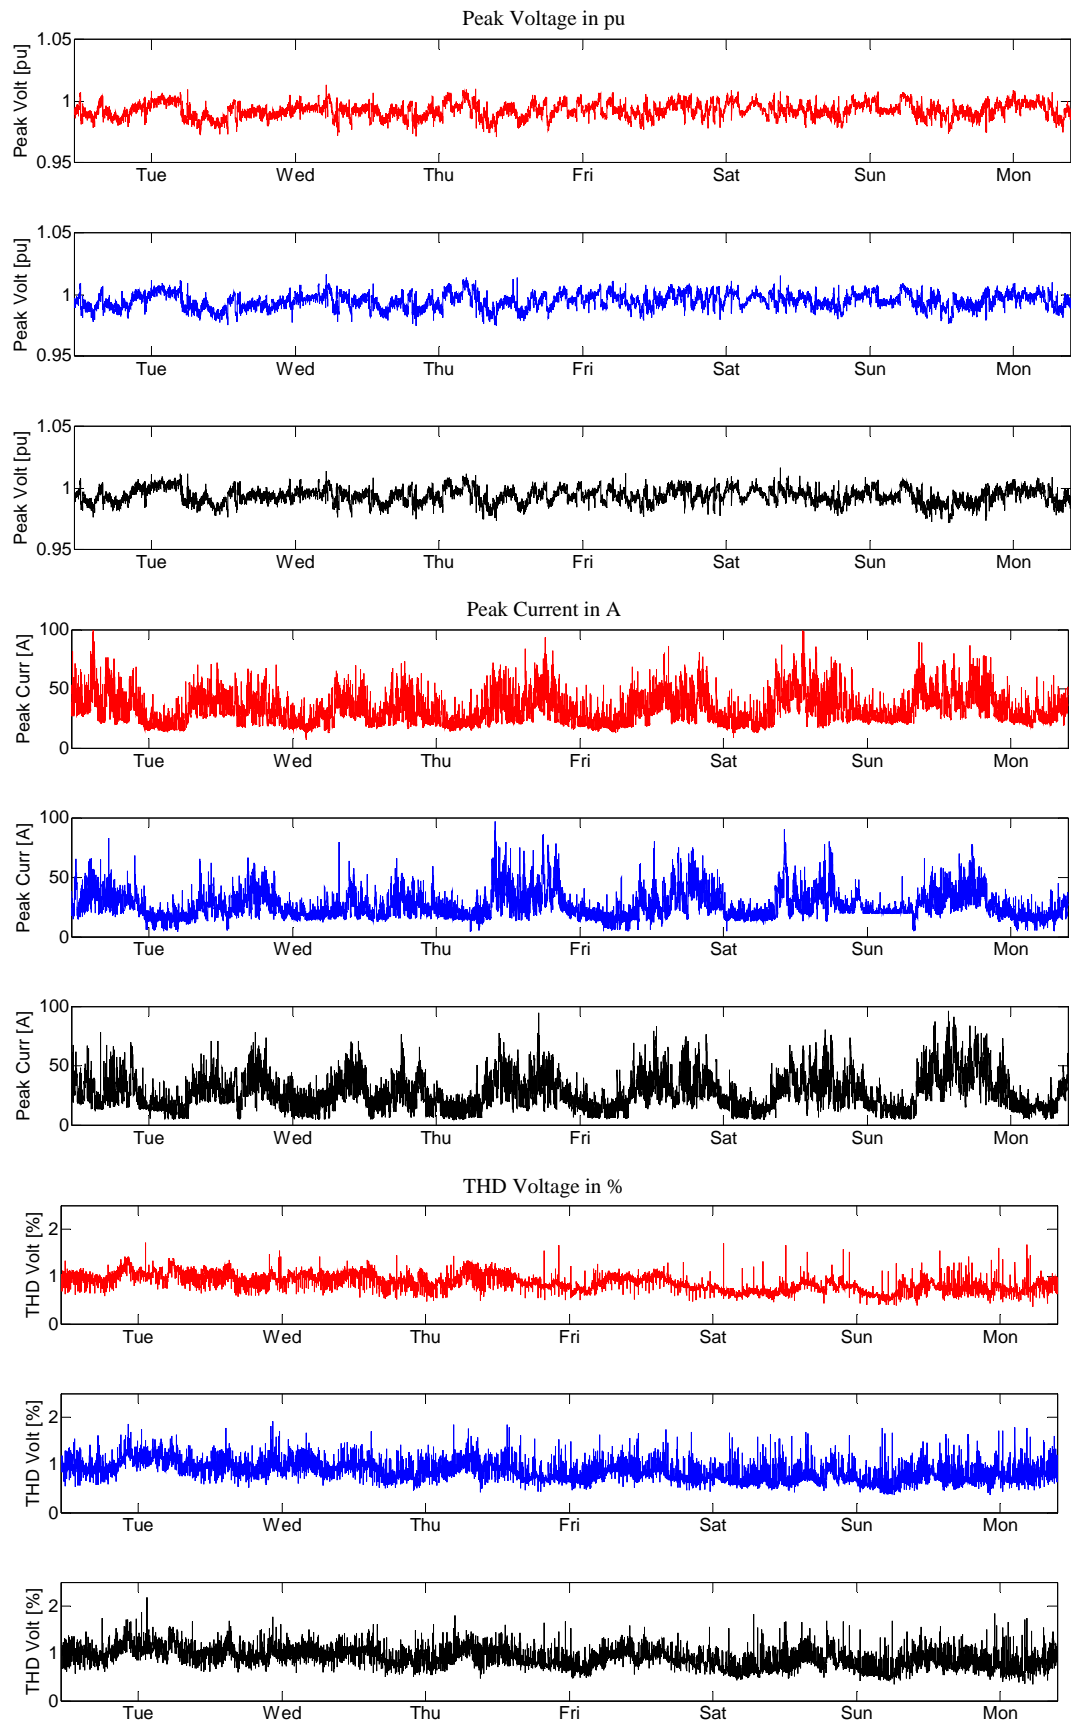 Peak Voltage in pu
Peak Volt [pu]
1.05
1
0.95
Tue Wed Thu Fri Sat Sun Mon
Peak Volt [pu]
1.05
1
0.95
Tue Wed Thu Fri Sat Sun Mon
Peak Volt [pu]
1.05
1
0.95
Tue Wed Thu Fri Sat Sun Mon
Peak Current in A
Peak Curr [A]
100
50
0
Tue Wed Thu Fri Sat Sun Mon
Peak Curr [A]
100
50
0
Tue Wed Thu Fri Sat Sun Mon
Peak Curr [A]
100
50
0
Tue Wed Thu Fri Sat Sun Mon
THD Voltage in %
THD Volt [%]
2
1
0
Tue Wed Thu Fri Sat Sun Mon
THD Volt [%]
2
1
0
Tue Wed Thu Fri Sat Sun Mon
THD Volt [%]
2
1
0
Tue Wed Thu Fri Sat Sun Mon